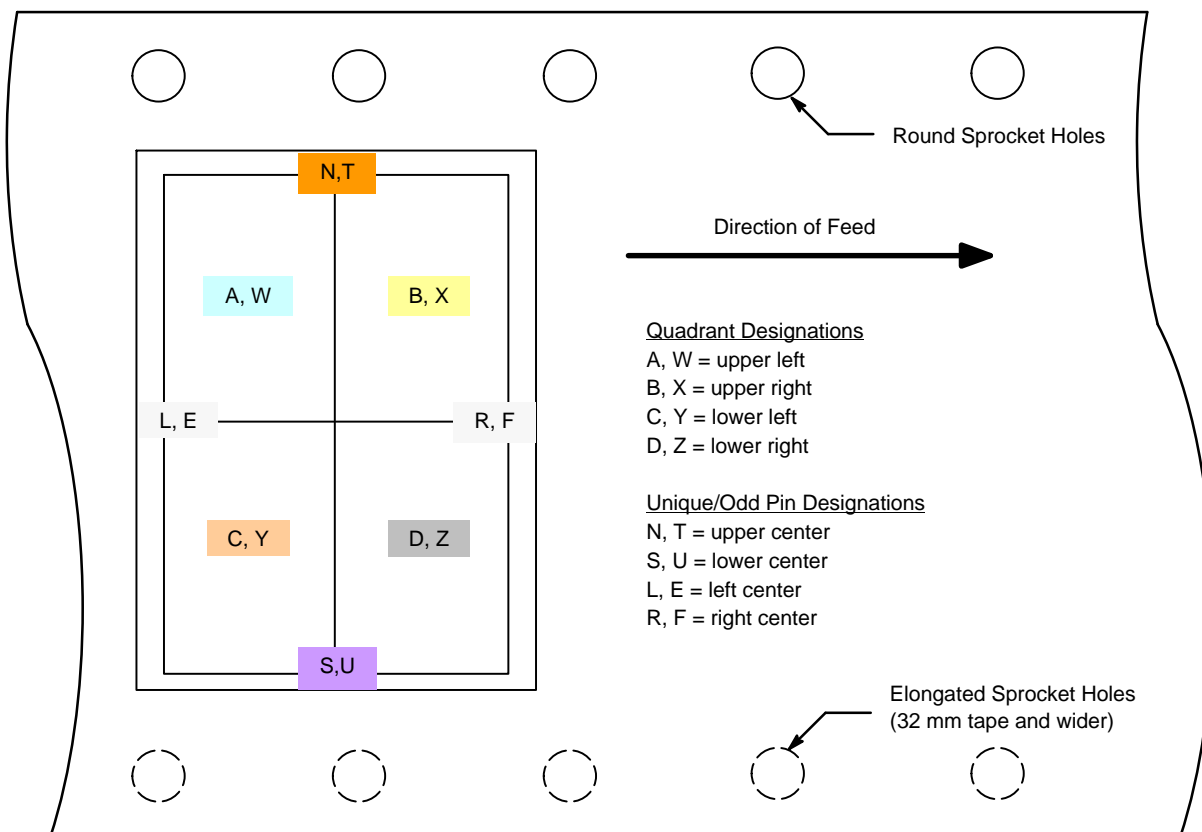 Round Sprocket Holes
N,T
Direction of Feed
A, W
B, X
Quadrant Designations
A, W = upper left
B, X = upper right
C, Y = lower left
D, Z = lower right
L, E
R, F
Unique/Odd Pin Designations
N, T = upper center
S, U = lower center
L, E = left center
R, F = right center
C, Y
D, Z
S,U
Elongated Sprocket Holes
(32 mm tape and wider)